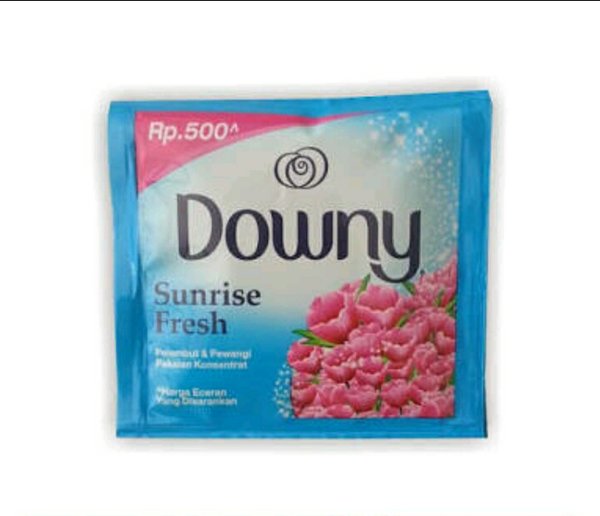 Rp.500^
Downy
Sunrise
Fresh
Pelembut & Pewangi
Pakaian Konsentrat
*Harga Eceran
Yang Disarankan